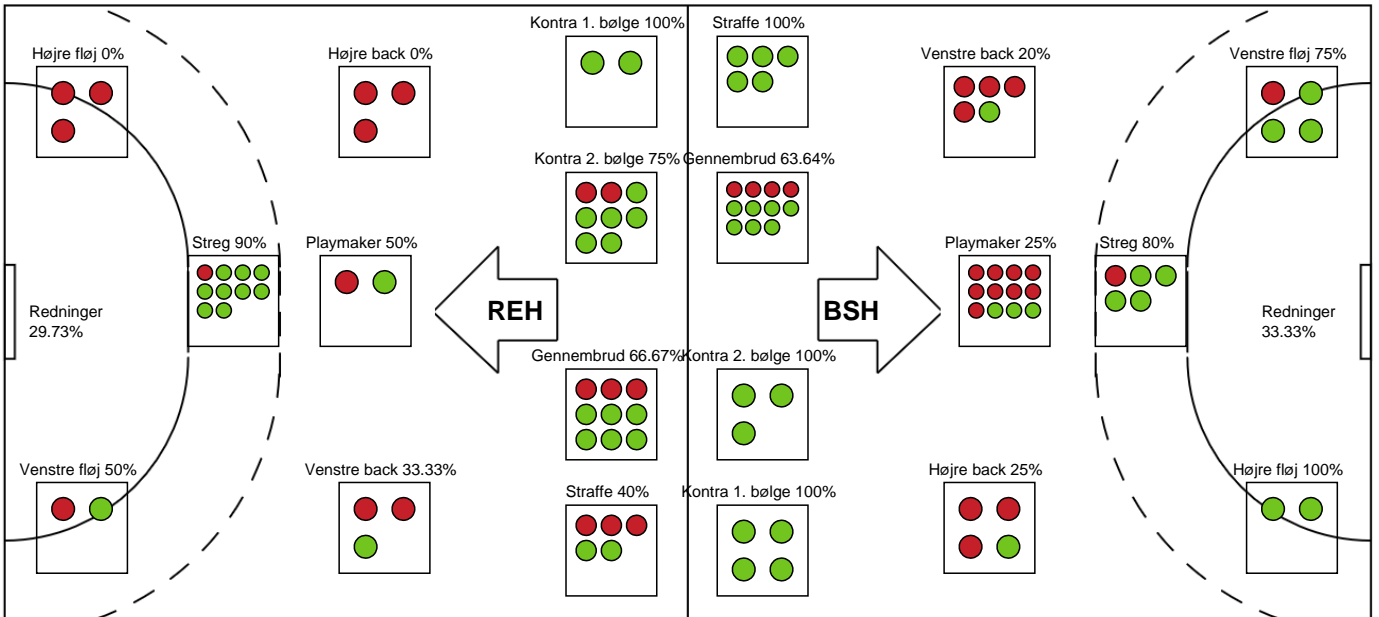 Kontra 1. bølge 100%
Straffe 100%
Højre fløj 0%
Højre back 0%
Venstre back 20%
Venstre fløj 75%
Kontra 2. bølge 75%
Gennembrud 63.64%
Streg 90%
Playmaker 50%
Playmaker 25%
Streg 80%
Redninger
29.73%
REH
BSH
Redninger
33.33%
Gennembrud 66.67%
Kontra 2. bølge 100%
Venstre fløj 50%
Venstre back 33.33%
Højre back 25%
Højre fløj 100%
Straffe 40%
Kontra 1. bølge 100%